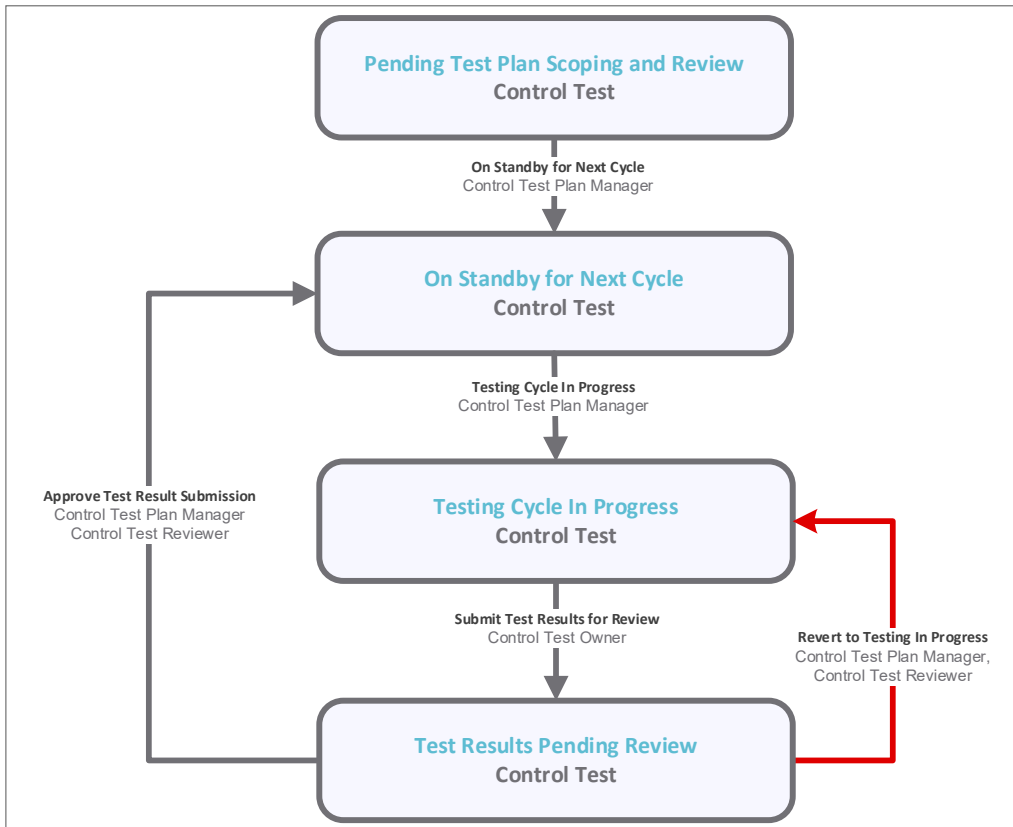 Pending Test Plan Scoping and Review
Control Test
On Standby for Next Cycle
Control Test Plan Manager
On Standby for Next Cycle
Control Test
Testing Cycle In Progress
Control Test Plan Manager
Approve Test Result Submission
Control Test Plan Manager
Control Test Reviewer
Testing Cycle In Progress
Control Test
Submit Test Results for Review
Control Test Owner
Revert to Testing In Progress
Control Test Plan Manager,
Control Test Reviewer
Test Results Pending Review
Control Test